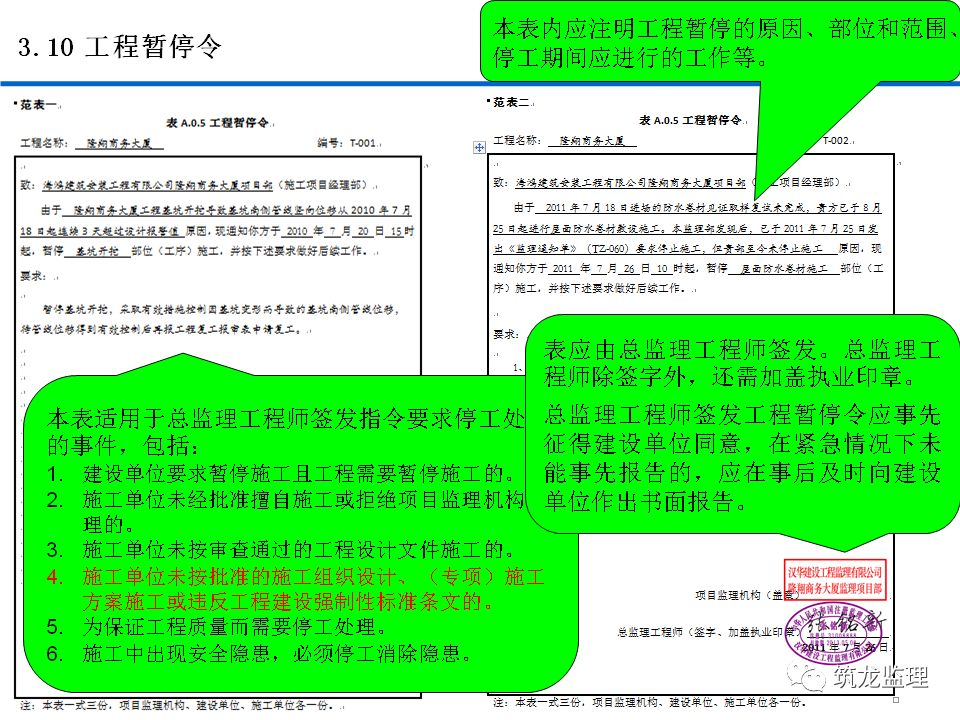 3.10 工程暂停令
本表内应注明工程暂停的原因、部位和范围、
停工期间应进行的工作等。
范表一
表 A.0.5 工程暂停令
工程名称: 隆翔商务大厦 编号: T-001
致: 海鸿建筑安装工程有限公司隆翔商务大厦项目部 (施工项目经理部)
由于 隆翔商务大厦工程基坑开挖导致基坑南侧管线竖向位移从 2010 年 7 月
18 日起连续 3 天超过设计报警值 原因,现通知你方于 2010 年 7 月 20 日 15 时
起,暂停 基坑开挖 部位(工序)施工,并按下述要求做好后续工作。
要求:
暂停基坑开挖,采取有效措施控制因基坑变形而导致的基坑南侧管线位移,
待管线位移得到有效控制后再报工程复工报审表申请复工。
本表适用于总监理工程师签发指令要求停工处
的事件,包括:
1. 建设单位要求暂停施工且工程需要暂停施工的。
2. 施工单位未经批准擅自施工或拒绝项目监理机构
理的。
3. 施工单位未按审查通过的工程设计文件施工的。
4. 施工单位未按批准的施工组织设计、(专项)施工
方案施工或违反工程建设强制性标准条文的。
5. 为保证工程质量而需要停工处理。
6. 施工中出现安全隐患,必须停工消除隐患。
注:本表一式三份,项目监理机构、建设单位、施工单位各一份。
范表二
表 A.0.5 工程暂停令
工程名称: 隆翔商务大厦 T-002
致: 海鸿建筑安装工程有限公司隆翔商务大厦项目部 工项目经理部)
由于 2011 年 7 月 18 日进场的防水卷材见证取样复试未完成,贵方已于 8 月
25 日起进行屋面防水卷材敷设施工。本监理部发现后,已于 2011 年 7 月 25 日发
出《监理通知单》(TZ-060)要求停止施工,但贵部至今未停止施工 原因,现
通知你方于 2011 年 7 月 26 日 10 时起,暂停 屋面防水卷材施工 部位(工
序)施工,并按下述要求做好后续工作。
要求:
1、
表应由总监理工程师签发。总监理工
程师除签字外,还需加盖执业印章。
总监理工程师签发工程暂停令应事先
征得建设单位同意,在紧急情况下未
能事先报告的,应在事后及时向建设
单位作出书面报告。
汉华建设工程监理有限公司
隆翔商务大厦监理项目部
项目监理机构(盖章)
总监理工程师(签字、加盖执业印章)
2011 年 7 月 26 日
注:本表一式三份,项目监理机构、建设单位、施工单位各一份。
筑龙监理